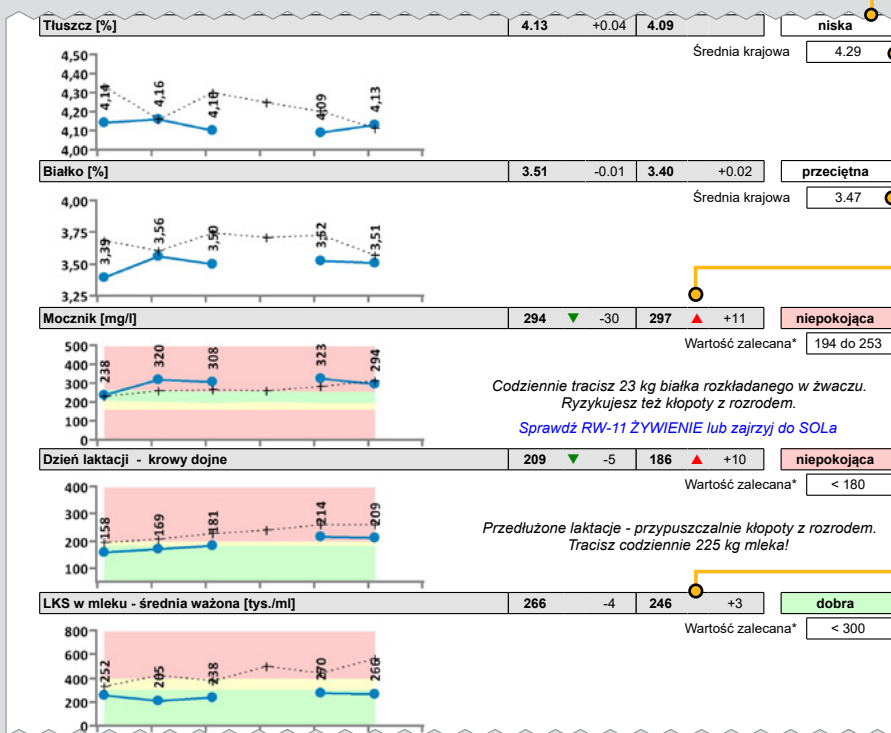 Tłuszcz [%] 4.13 +0.04 4.09 niska
Średnia krajowa 4.29
4,50
4,40
4,30
4,20
4,10
4,00
4,14 4,16 4,10 4,09 4,13
Białko [%] 3.51 -0.01 3.40 +0.02 przeciętna
Średnia krajowa 3.47
4,00
3,75
3,50
3,25
3,39 3,56 3,50 3,52 3,51
Mocznik [mg/l] 294 ▼ -30 297 ▲ +11 niepokojąca
Wartość zalecana* 194 do 253
500
400
300
200
100
0
238 320 308 323 294
Codziennie tracisz 23 kg białka rozkładanego w żwaczu.
Ryzykujesz też kłopoty z rozrodem.
Sprawdź RW-11 ŻYWIENIE lub zajrzyj do SOLa
Dzień laktacji - krowy dojne 209 ▼ -5 186 ▲ +10 niepokojąca
Wartość zalecana* < 180
400
300
200
100
158 169 181 214 209
Przedłużone laktacje - przypuszczalnie kłopoty z rozrodem.
Tracisz codziennie 225 kg mleka!
LKS w mleku - średnia ważona [tys./ml] 266 -4 246 +3 dobra
Wartość zalecana* < 300
800
600
400
200
0
252 205 238 270 266